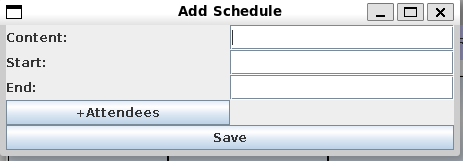 Add Schedule
Content:
Start:
End:
+Attendees
Save